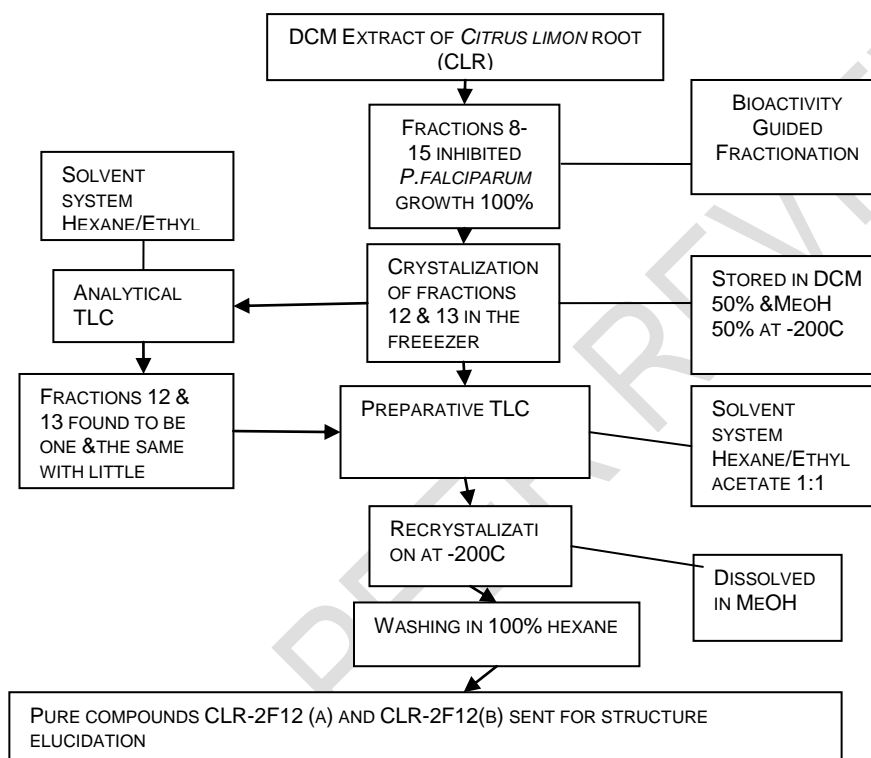 DCM EXTRACT OF CITRUS LIMON ROOT
(CLR)
FRACTIONS 8-
15 INHIBITED
P.FALCIPARUM
GROWTH 100%
BIOACTIVITY
GUIDED
FRACTIONATION
SOLVENT
SYSTEM
HEXANE/ETHYL
CRYSTALIZATION
OF FRACTIONS
12 & 13 IN THE
FREEEZER
STORED IN DCM
50% &MEOH
50% AT -200C
ANALYTICAL
TLC
FRACTIONS 12 &
13 FOUND TO BE
ONE &THE SAME
WITH LITTLE
PREPARATIVE TLC
SOLVENT
SYSTEM
HEXANE/ETHYL
ACETATE 1:1
RECRYSTALIZATI
ON AT -200C
DISSOLVED
IN MEOH
WASHING IN 100% HEXANE
PURE COMPOUNDS CLR-2F12 (A) AND CLR-2F12(B) SENT FOR STRUCTURE
ELUCIDATION